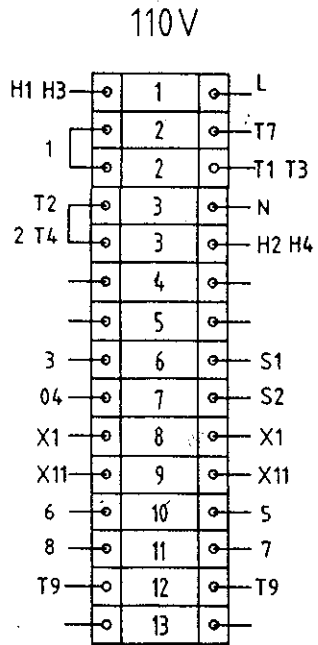 110V
H1 H3 1 L
2 T7
1
2 T1 T3
T2 3 N
2 T4 3 H2 H4
4
5
3 6 S1
04 7 S2
X1 8 X1
X11 9 X11
6 10 5
8 11 7
T9 12 T9
13